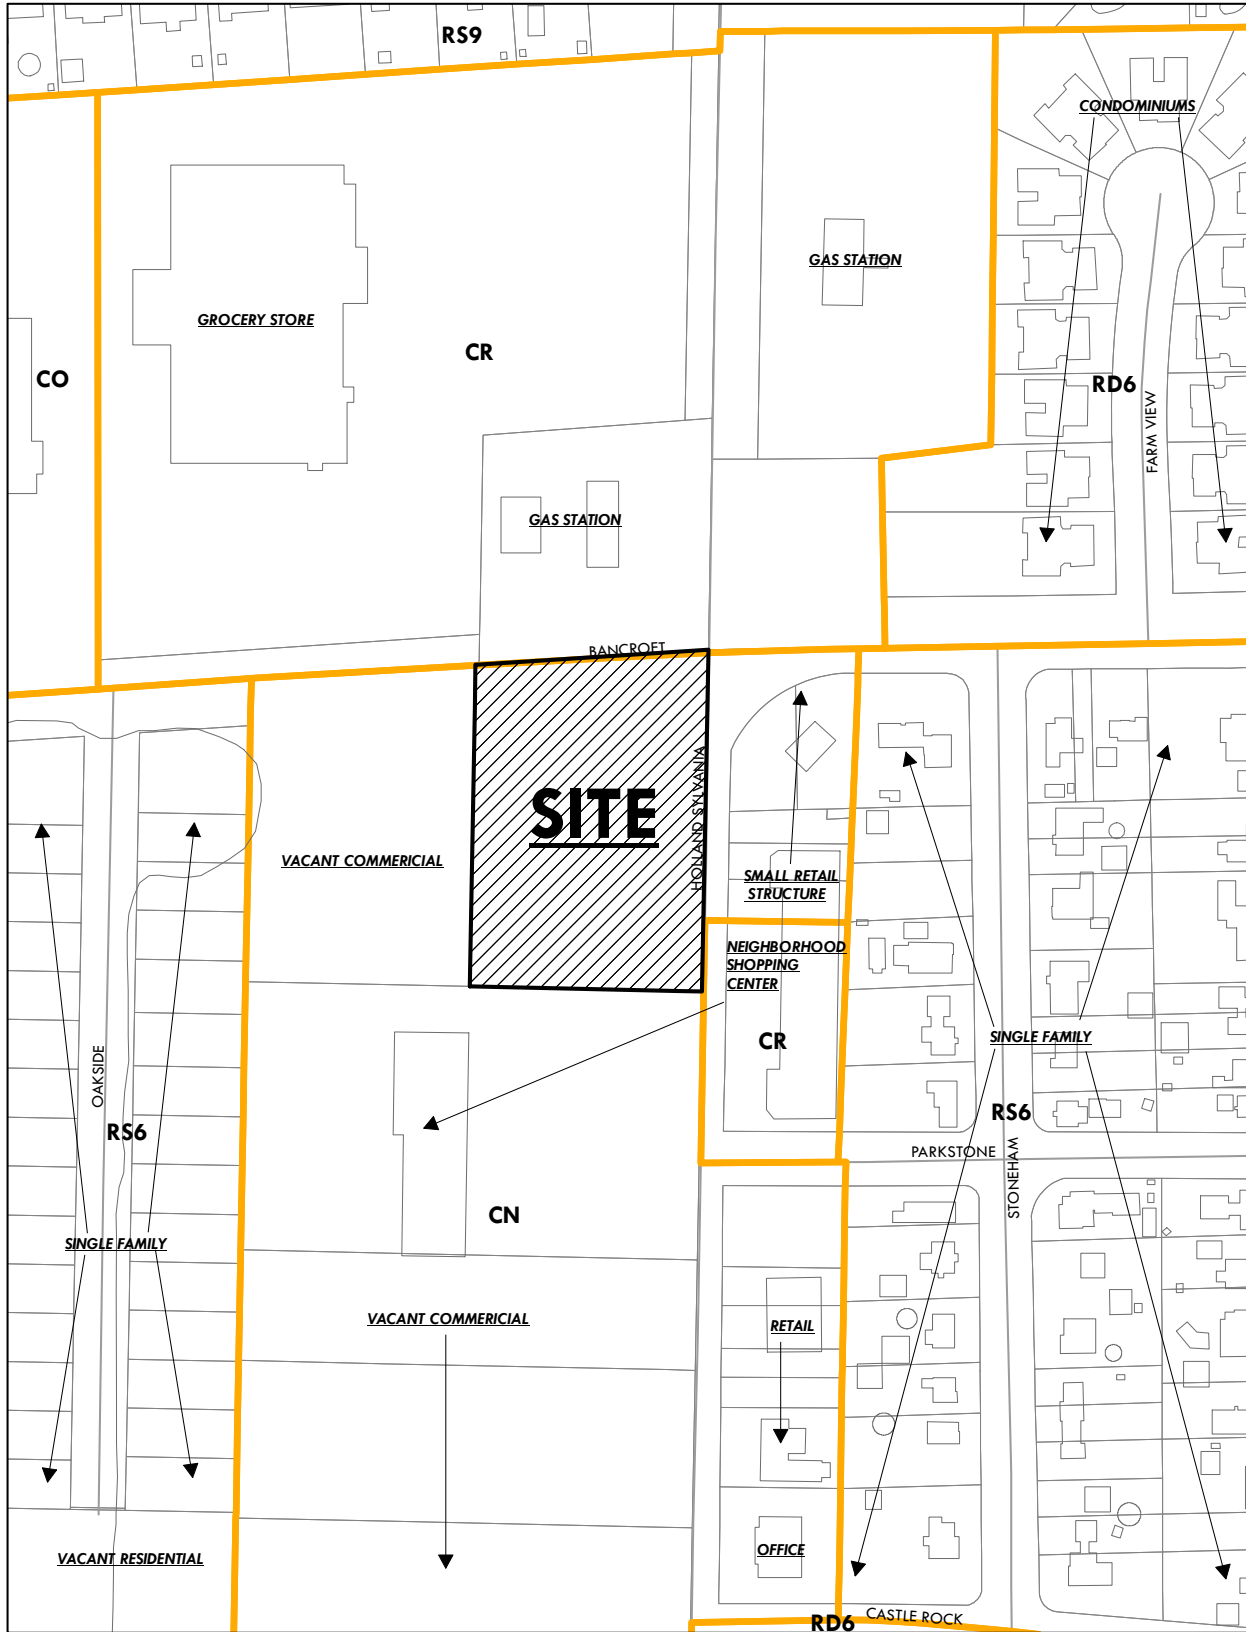 RS9
CONDOMINIUMS
GAS STATION
GROCERY STORE
CR
CO
RD6
FARM VIEW
GAS STATION
BANCROFT
HOLLAND SYLVANIA
SITE
VACANT COMMERICIAL
SMALL RETAIL
STRUCTURE
NEIGHBORHOOD
SHOPPING
CENTER
CR
SINGLE FAMILY
OAKSIDE
RS6
RS6
PARKSTONE
STONEHAM
CN
SINGLE FAMILY
VACANT COMMERICIAL
RETAIL
OFFICE
VACANT RESIDENTIAL
RD6
CASTLE ROCK